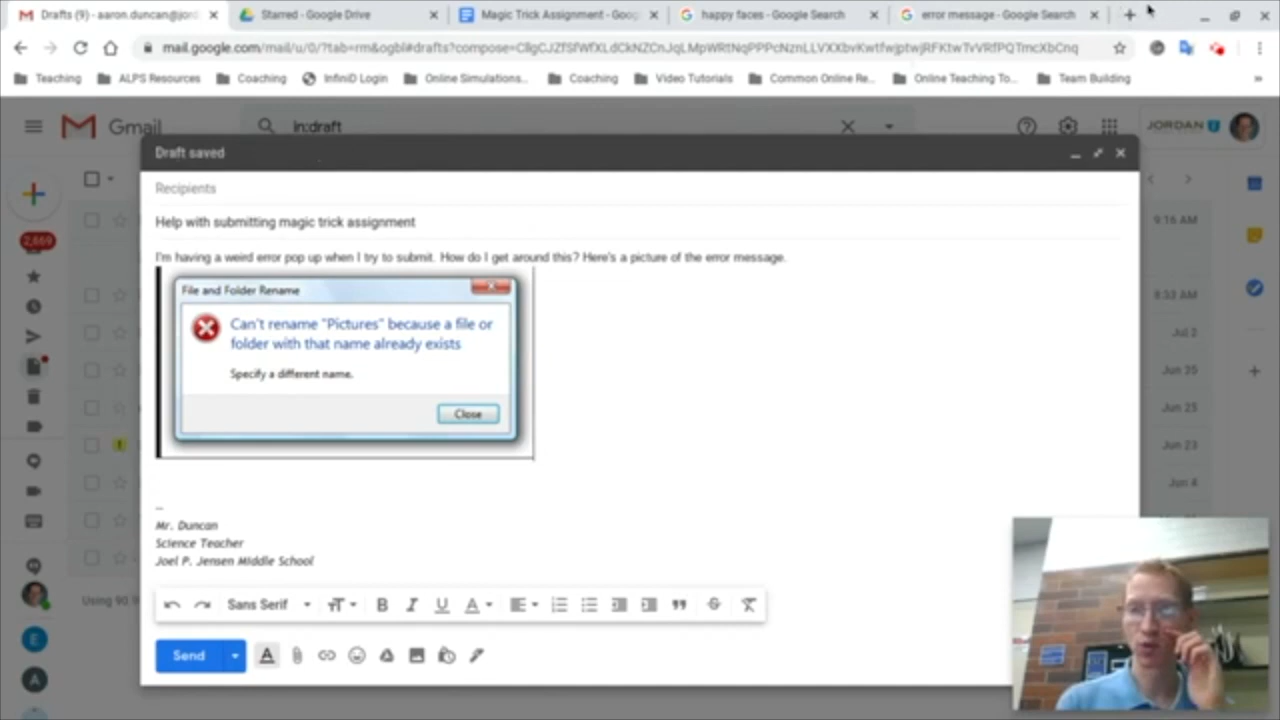 Drafts (9) - aaron.duncan@jord
Starred - Google Drive
Magic Trick Assignment - Goog
happy faces - Google Search
error message - Google Search
Teaching
ALPS Resources
Coaching
InfiniD Login
Online Simulations...
Coaching
Video Tutorials
Common Online Re...
Online Teaching To...
Team Building
»
Gmail
in:draft
JORDAN
Draft saved
Recipients
9:16 AM
Help with submitting magic trick assignment
2,669
I'm having a weird error pop up when I try to submit. How do I get around this? Here's a picture of the error message.
File and Folder Rename
8:53 AM
Can't rename "Pictures" because a file or
folder with that name already exists
Jul 2
Specify a different name.
Jun 25
Close
Jun 23
Jun 23
Jun 4
--
Mr. Duncan
Science Teacher
Joel P. Jensen Middle School
Sans Serif
Send
E
A